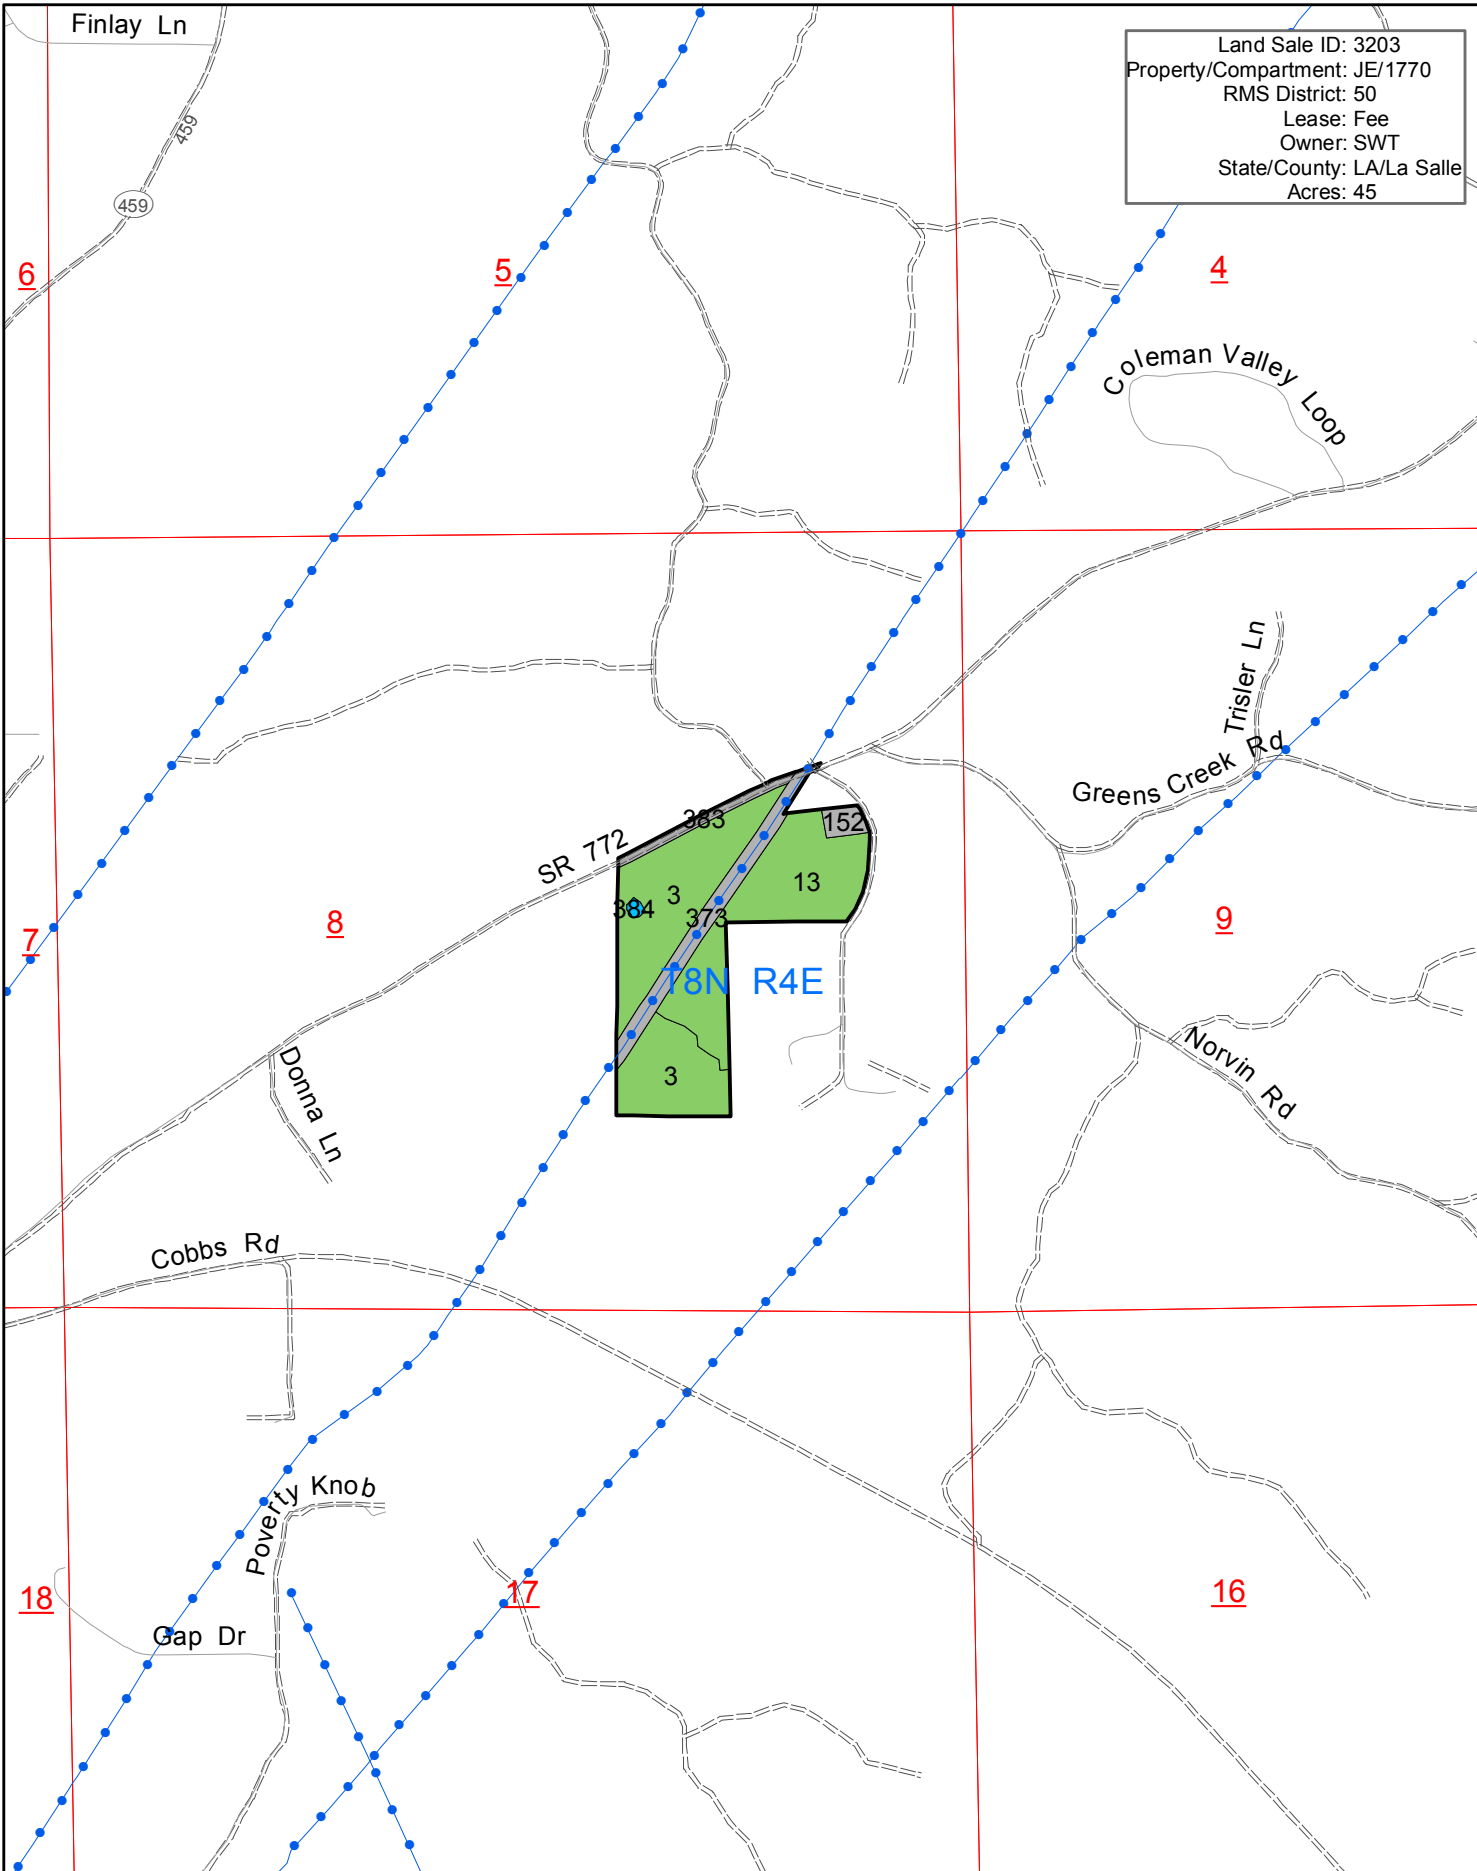 Finlay Ln
Land Sale ID: 3203
Property/Compartment: JE/1770
RMS District: 50
Lease: Fee
Owner: SWT
State/County: LA/La Salle
Acres: 45
459
459
6
5
4
Coleman Valley Loop
Trisler Ln
Greens Creek Rd
SR 772
383
152
13
3
384
373
8
7
9
T8N R4E
3
Donna Ln
Norvin Rd
Cobbs Rd
Poverty Knob
18
17
16
Gap Dr